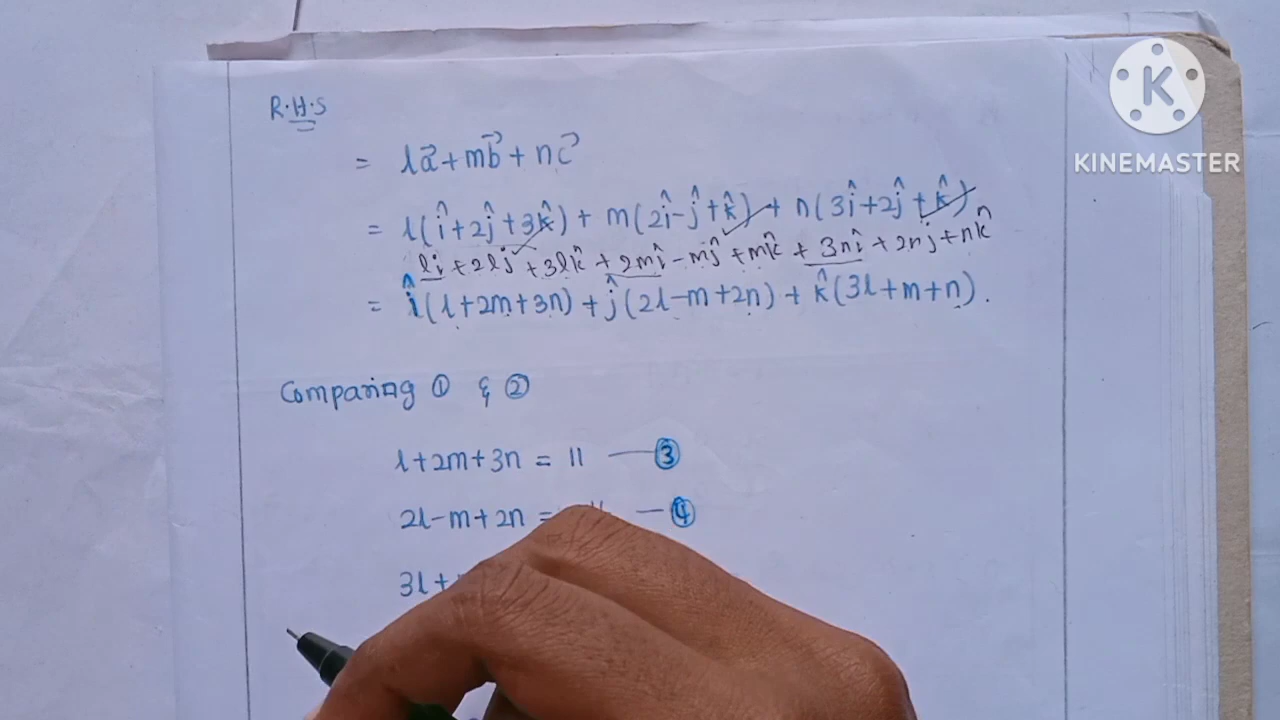 R.H.S
= la⃗ + mb⃗ + nc⃗
= l(î+2ĵ+3k̂) + m(2î-ĵ+k̂) + n(3î+2ĵ+k̂)
lî + 2lĵ + 3lk̂ + 2mî - mĵ + mk̂ + 3nî + 2nj + nk̂
= î(l+2m+3n) + ĵ(2l-m+2n) + k̂(3l+m+n).
Comparing ① & ②
l+2m+3n = 11 — ③
2l-m+2n = — ④
3l+
KINEMASTER